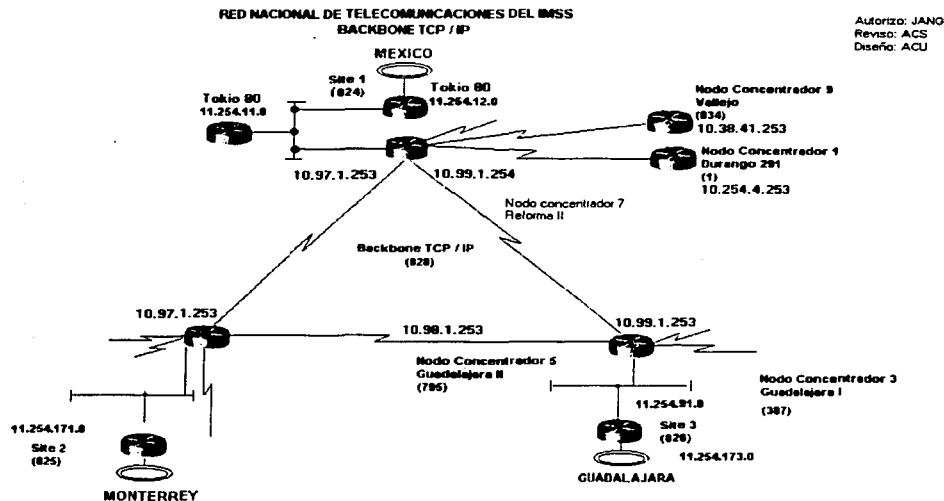 RED NACIONAL DE TELECOMUNICACIONES DEL IMSS
BACKBONE TCP / IP
Autorizo: JANG
Reviso: ACS
Diseño: ACU
MEXICO
Site 1
(824)
Tokio 80
11.254.11.0
Tokio 80
11.254.12.0
Nodo Concentrador 9
Vallejo
(834)
10.38.41.253
Nodo Concentrador 1
Durango 291
(1)
10.254.4.253
10.97.1.253
10.99.1.254
Nodo concentrador 7
Reforma II
Backbone TCP / IP
(828)
10.97.1.253
10.98.1.253
10.99.1.253
Nodo Concentrador 5
Guadalajara II
(795)
Nodo Concentrador 3
Guadalajara I
(387)
11.254.171.0
Site 2
(825)
MONTERREY
11.254.91.0
Site 3
(826)
11.254.173.0
GUADALAJARA